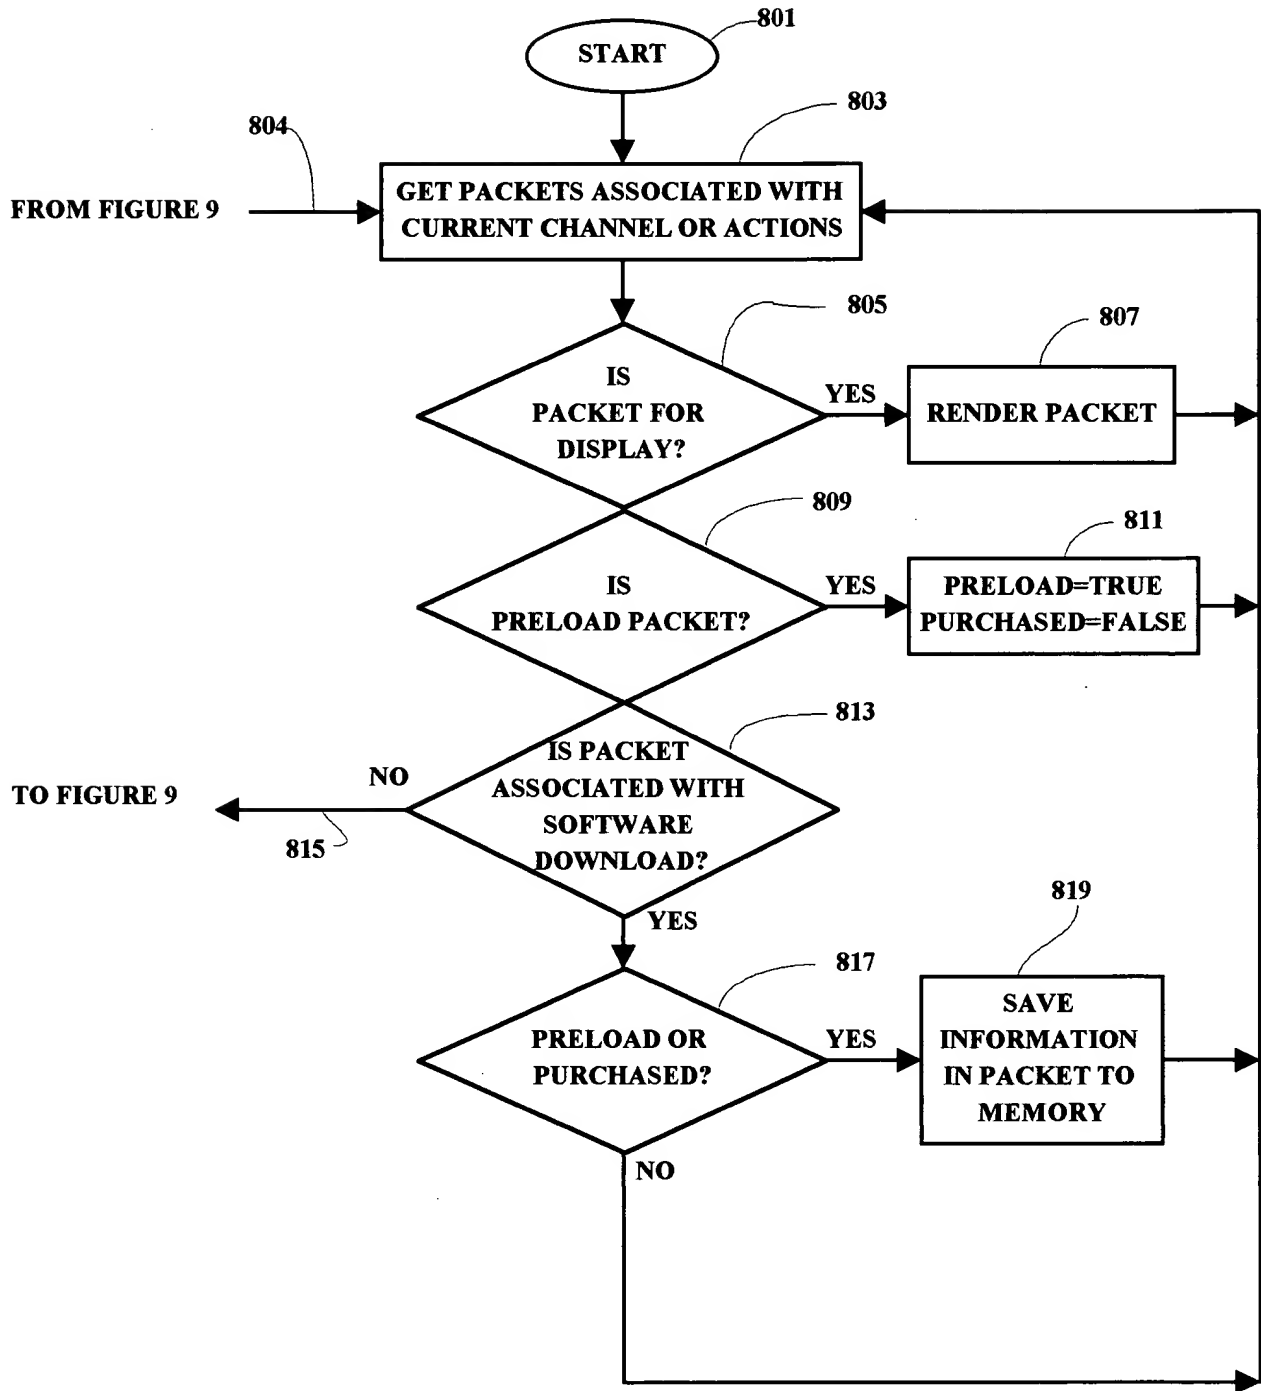 801
START
803
804
GET PACKETS ASSOCIATED WITH
CURRENT CHANNEL OR ACTIONS
FROM FIGURE 9
805
807
IS
PACKET FOR
DISPLAY?
YES
RENDER PACKET
809
811
IS
PRELOAD PACKET?
YES
PRELOAD=TRUE
PURCHASED=FALSE
813
IS PACKET
ASSOCIATED WITH
SOFTWARE
DOWNLOAD?
NO
TO FIGURE 9
815
YES
819
817
PRELOAD OR
PURCHASED?
YES
SAVE
INFORMATION
IN PACKET TO
MEMORY
NO